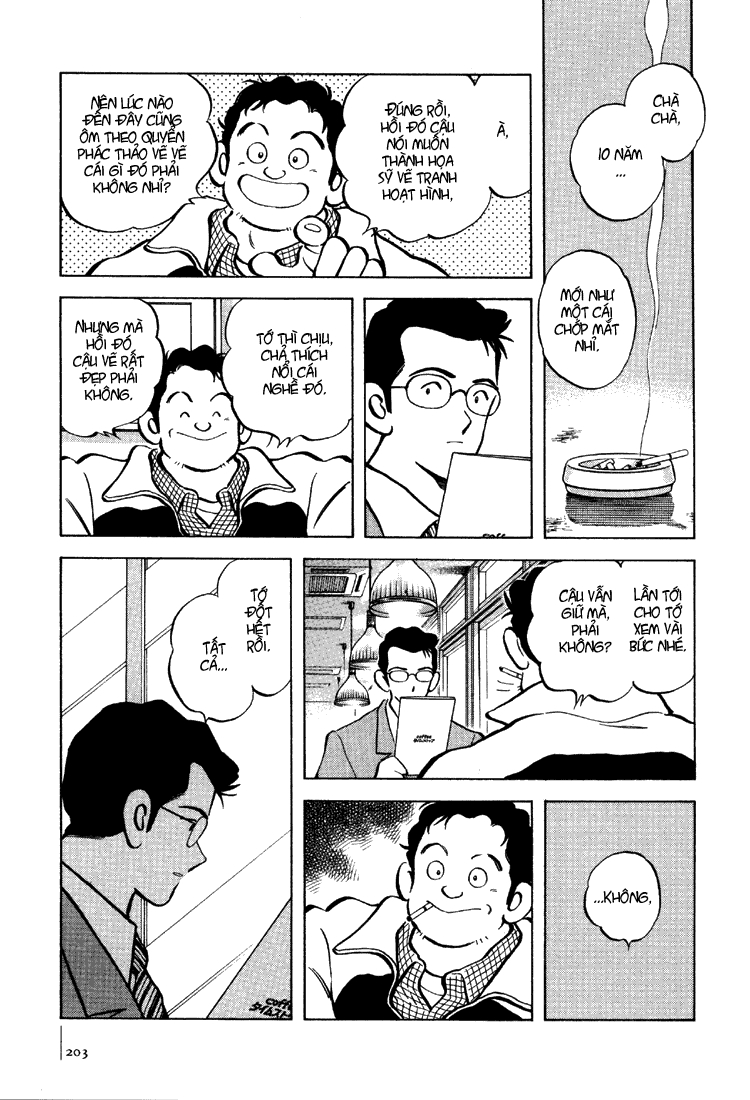 CHÀ
CHÀ,
10 NĂM
...
MỚI NHƯ
MỘT CÁI
CHỚP MẮT
NHỈ.
À,
ĐÚNG RỒI,
HỒI ĐÓ CẬU
NÓI MUỐN
THÀNH HỌA
SỸ VẼ TRANH
HOẠT HÌNH,
NÊN LÚC NÀO
ĐẾN ĐÂY CŨNG
ÔM THEO QUYỂN
PHÁC THẢO VẼ VẼ
CÁI GÌ ĐÓ PHẢI
KHÔNG NHỈ?
TỚ THÌ CHỊU,
CHẢ THÍCH
NỔI CÁI
NGHỀ ĐÓ.
NHƯNG MÀ
HỒI ĐÓ,
CẬU VẼ RẤT
ĐẸP PHẢI
KHÔNG.
LẦN TỚI
CHO TỚ
XEM VÀI
BỨC NHÉ.
CẬU VẪN
GIỮ MÀ,
PHẢI
KHÔNG?
COFFEE
TỚ
ĐỐT
HẾT
RỒI.
TẤT
CẢ...
COFFE
...KHÔNG,
203